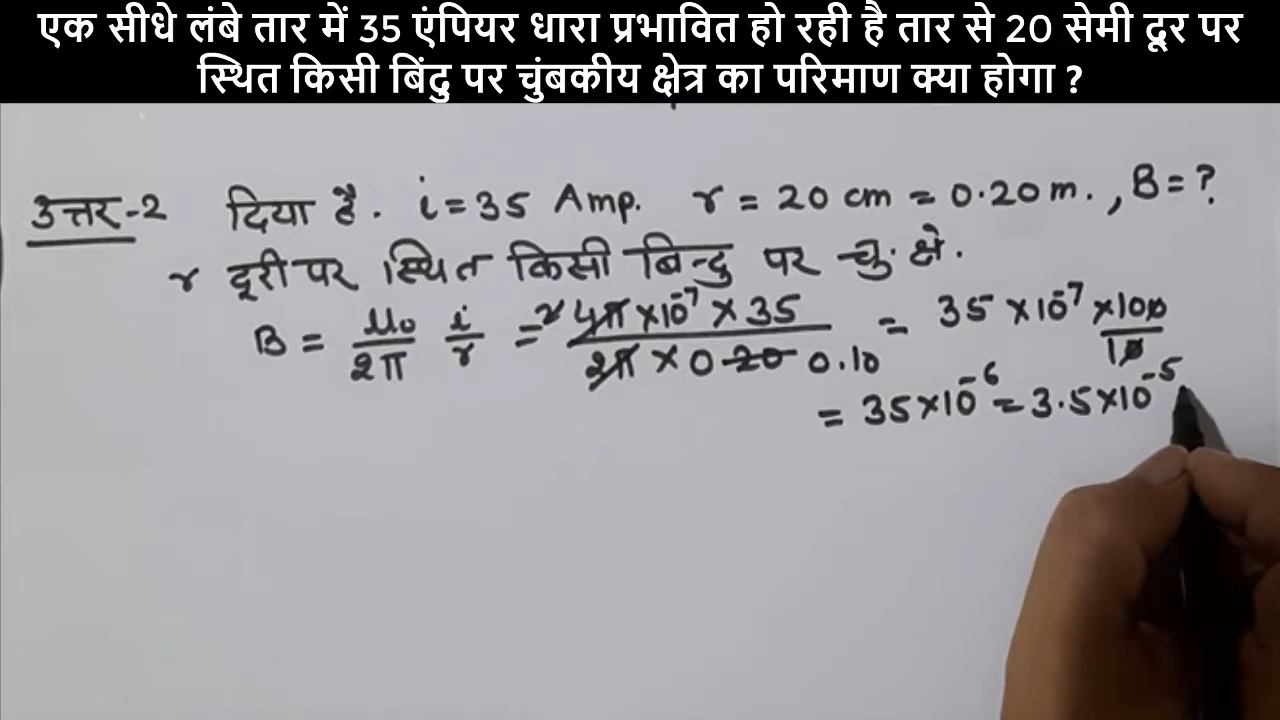 एक सीधे लंबे तार में 35 एंपियर धारा प्रभावित हो रही है तार से 20 सेमी दूर पर
स्थित किसी बिंदु पर चुंबकीय क्षेत्र का परिमाण क्या होगा ?
उत्तर-2 दिया है. i = 35 Amp. r = 20 cm = 0.20 m. , B = ?
r दूरी पर स्थित किसी बिन्दु पर चु. क्षे.
B = μ₀/2π i/r = 2 4π×10⁻⁷ × 35 / 2π × 0.20 0.10 = 35 × 10⁻⁷ × 100 / 10
= 35×10⁻⁶ = 3.5×10⁻⁵